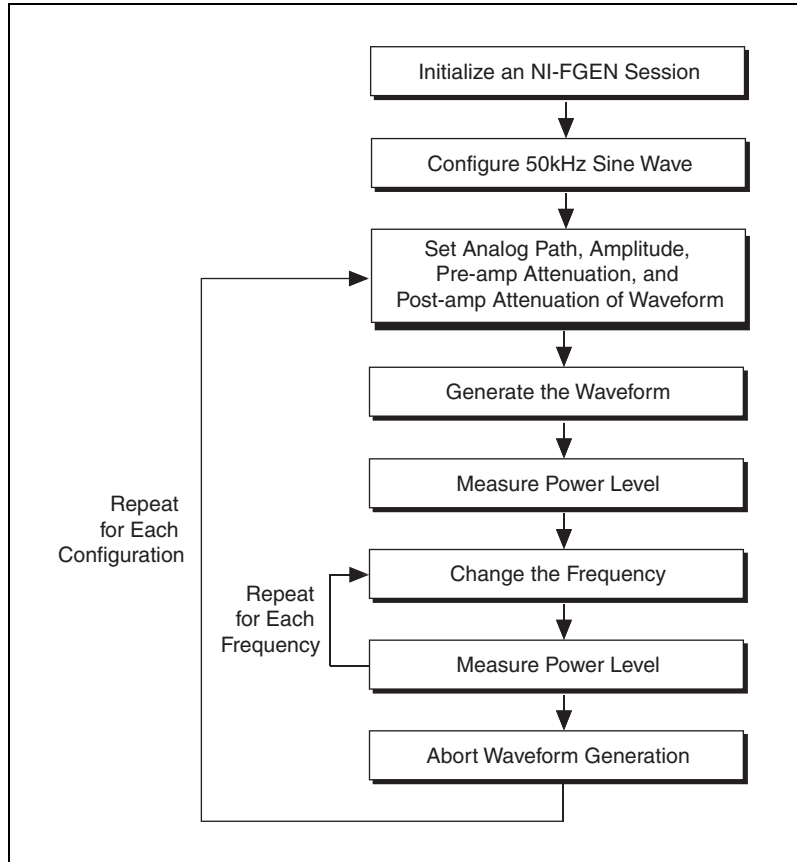 Initialize an NI-FGEN Session
Configure 50kHz Sine Wave
Set Analog Path, Amplitude,
Pre-amp Attenuation, and
Post-amp Attenuation of Waveform
Generate the Waveform
Measure Power Level
Repeat
for Each
Configuration
Change the Frequency
Repeat
for Each
Frequency
Measure Power Level
Abort Waveform Generation